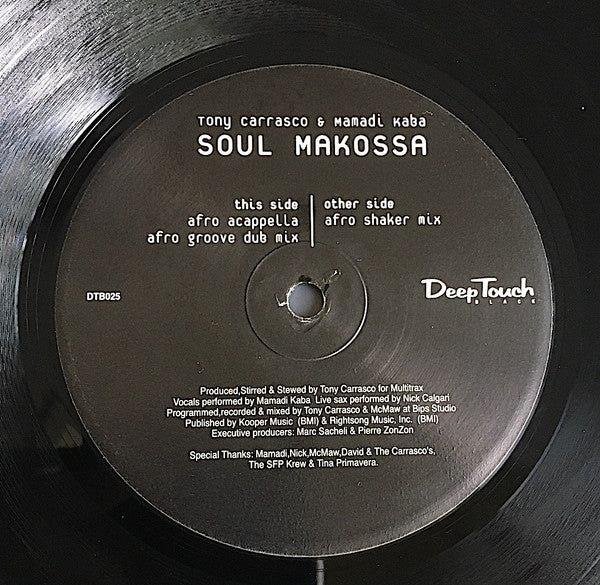 Tony Carrasco & Mamadi Kaba
SOUL MAKOSSA
this side
afro acappella
afro groove dub mix
other side
afro shaker mix
DTB025
Deep Touch
BLACK
Produced,Stirred & Stewed by Tony Carrasco for Multitrax
Vocals performed by Mamadi Kaba Live sax performed by Nick Calgari
Programmed,recorded & mixed by Tony Carrasco & McMaw at Bips Studio
Published by Kooper Music (BMI) & Rightsong Music, Inc. (BMI)
Executive producers: Marc Sacheli & Pierre ZonZon
Special Thanks: Mamadi,Nick,McMaw,David & The Carrasco's,
The SFP Krew & Tina Primavera.